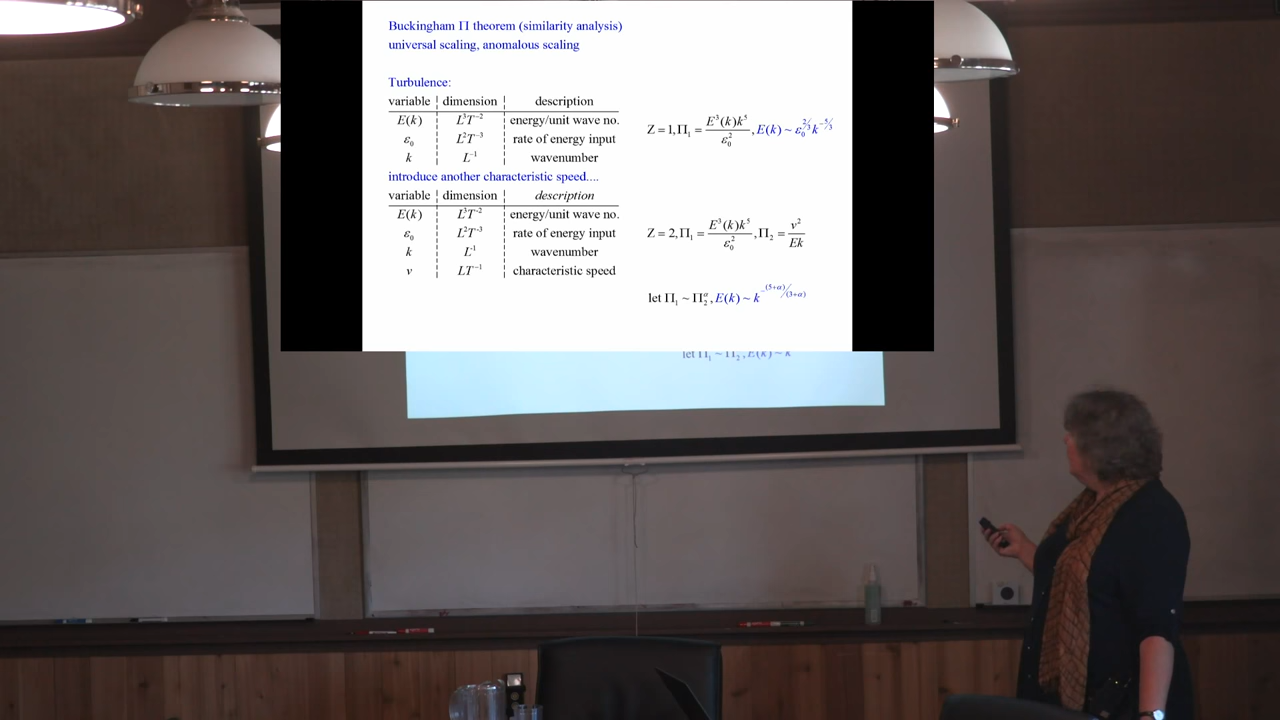 Buckingham Π theorem (similarity analysis)
universal scaling, anomalous scaling
Turbulence:
variable dimension description
E(k) L³T⁻² energy/unit wave no.
ε₀ L²T⁻³ rate of energy input
k L⁻¹ wavenumber
Z = 1, Π₁ = E³(k)k⁵ / ε₀², E(k) ~ ε₀^(2/3) k^(-5/3)
introduce another characteristic speed....
variable dimension description
E(k) L³T⁻² energy/unit wave no.
ε₀ L²T⁻³ rate of energy input
k L⁻¹ wavenumber
v LT⁻¹ characteristic speed
Z = 2, Π₁ = E³(k)k⁵ / ε₀², Π₂ = v² / Ek
let Π₁ ~ Π₂^α, E(k) ~ k^(-(5+α)/(3+α))
let Π₁ ~ Π₂, E(k) ~ k